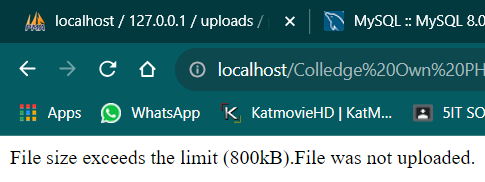 localhost / 127.0.0.1 / uploads /
MySQL :: MySQL 8.0
localhost/Colledge%20Own%20PH
Apps WhatsApp KatmovieHD | KatM... 5IT SO
File size exceeds the limit (800kB).File was not uploaded.